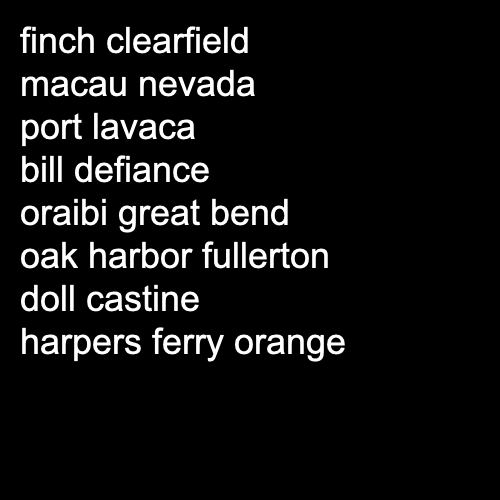 finch clearfield
macau nevada
port lavaca
bill defiance
oraibi great bend
oak harbor fullerton
doll castine
harpers ferry orange